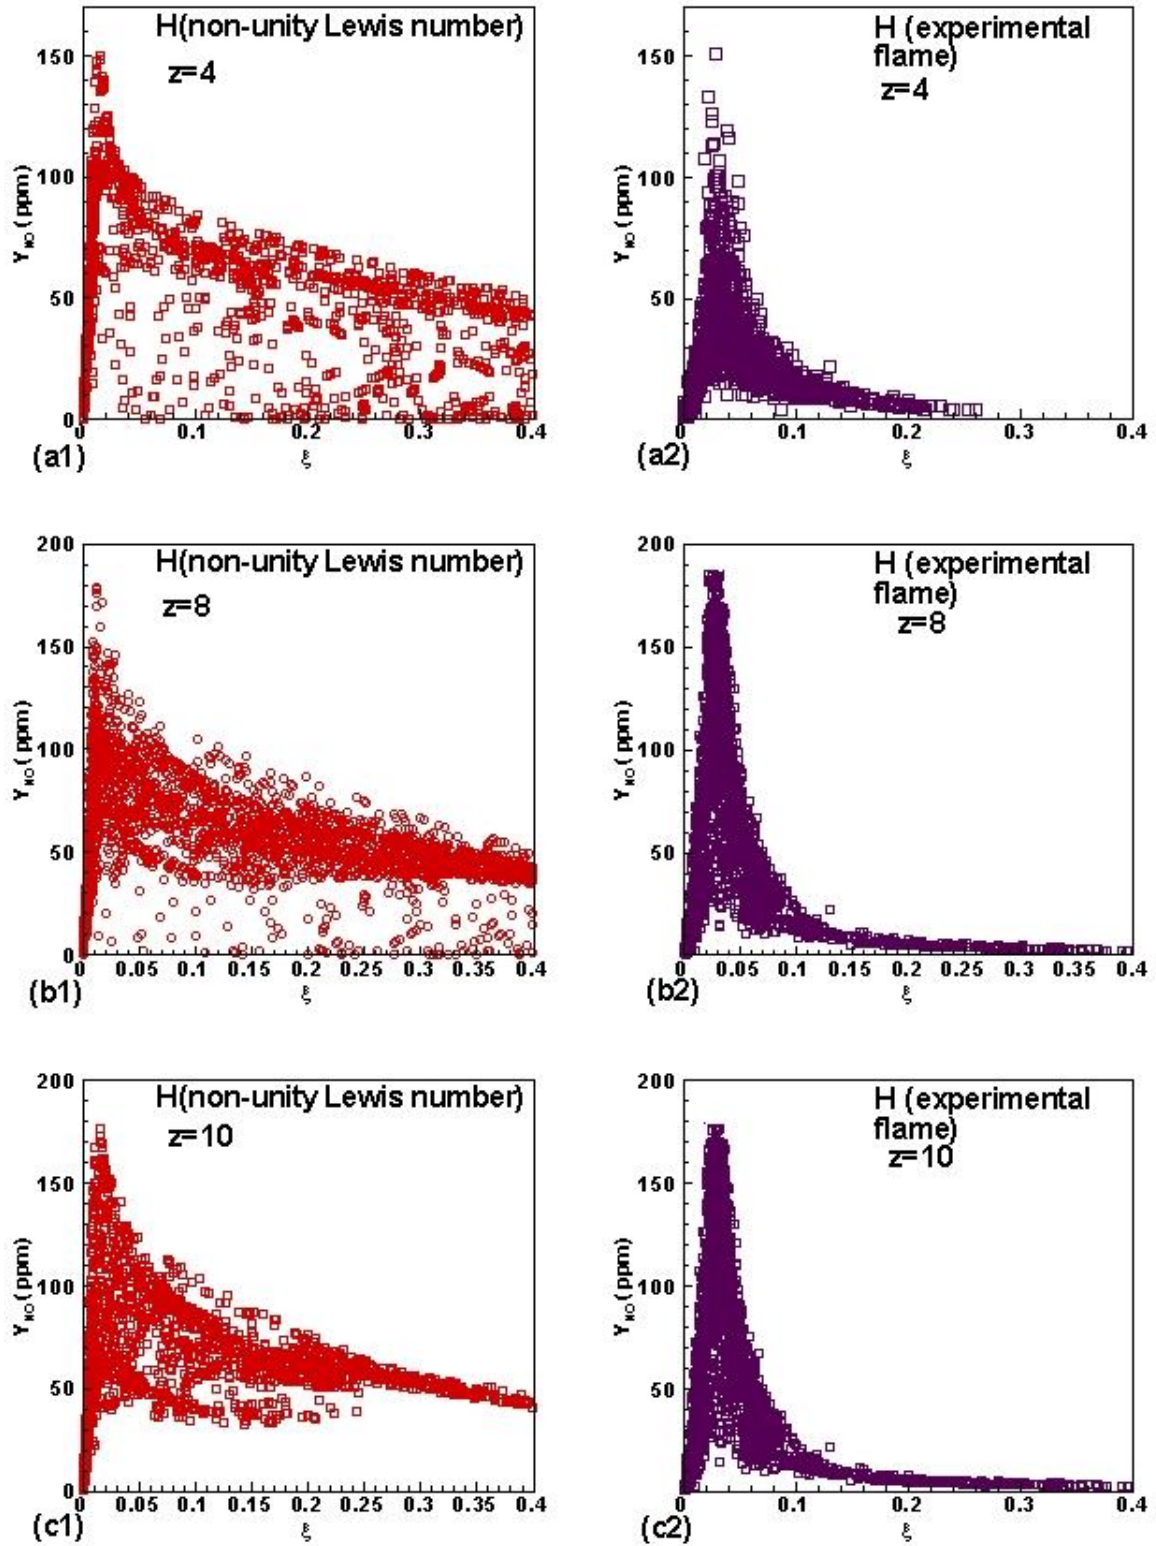 H(non-unity Lewis number)
z=4
150
100
50
0
Y_NO (ppm)
0 0.1 0.2 0.3 0.4
ξ
(a1)
H (experimental
flame)
z=4
150
100
50
0
Y_NO (ppm)
0 0.1 0.2 0.3 0.4
ξ
(a2)
H(non-unity Lewis number)
z=8
200
150
100
50
0
Y_NO (ppm)
0 0.05 0.1 0.15 0.2 0.25 0.3 0.35 0.4
ξ
(b1)
H (experimental
flame)
z=8
200
150
100
50
Y_NO (ppm)
0 0.05 0.1 0.15 0.2 0.25 0.3 0.35 0.4
ξ
(b2)
H(non-unity Lewis number)
z=10
200
150
100
50
0
Y_NO (ppm)
0 0.05 0.1 0.15 0.2 0.25 0.3 0.35 0.4
ξ
(c1)
H (experimental
flame)
z=10
200
150
100
50
Y_NO (ppm)
0 0.1 0.2 0.3 0.4
ξ
(c2)